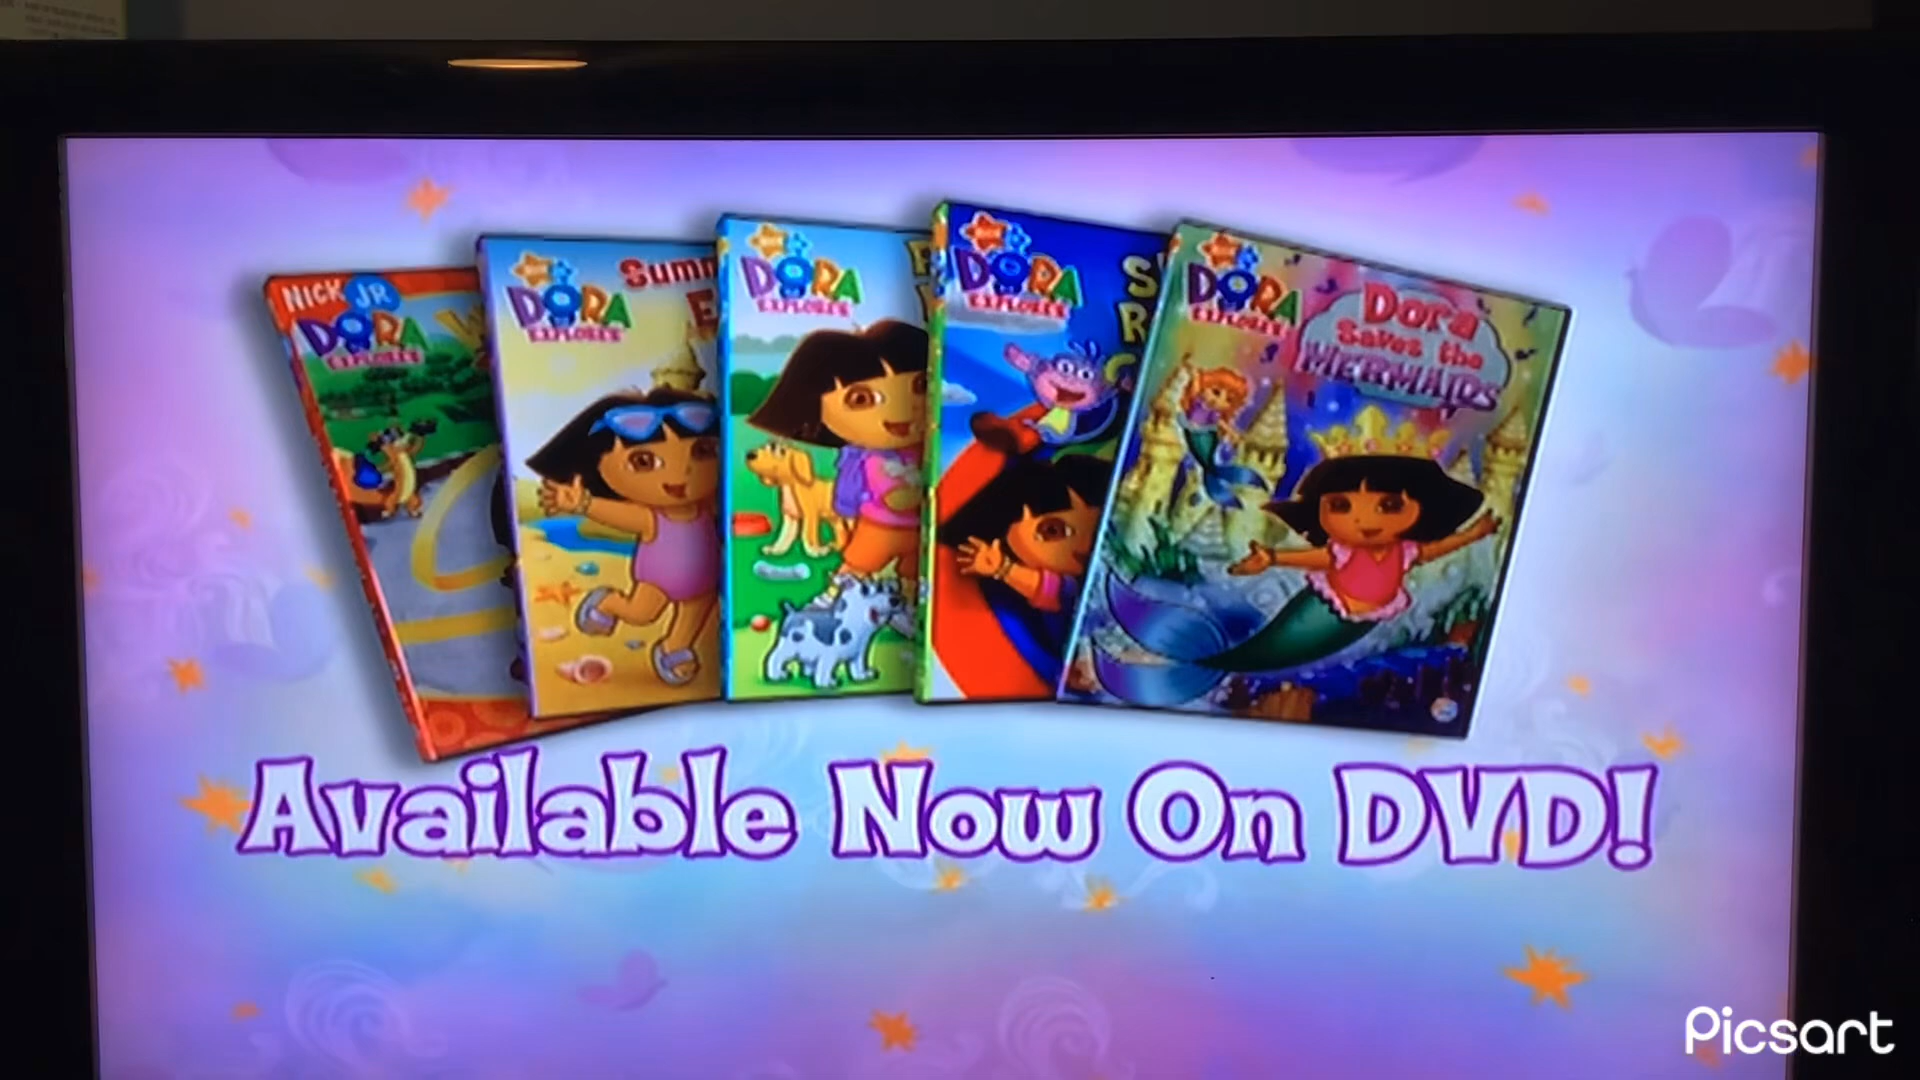 NICK JR
DORA
EXPLORER
DORA
EXPLORER
Summ
E
DORA
EXPLORER
DORA
EXPLORER
S
R
DORA
EXPLORER
Dora
Saves the
MERMAIDS
Available Now On DVD!
Picsart